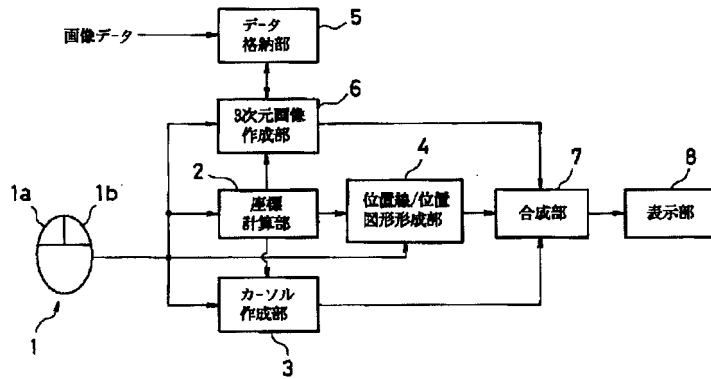 画像データ
データ
格納部
5
3次元画像
作成部
6
座標
計算部
2
位置線/位置
図形形成部
4
合成部
7
表示部
8
1a
1b
1
カーソル
作成部
3